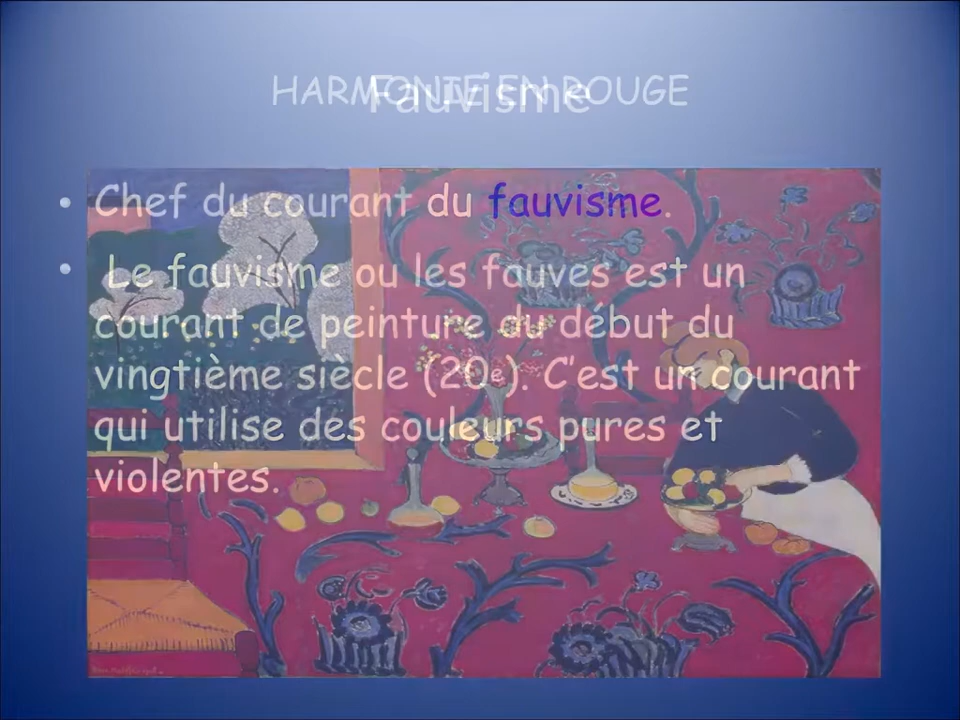 HARMONIE EN ROUGE
Fauvisme
• Chef du courant du fauvisme.
• Le fauvisme ou les fauves est un
courant de peinture du début du
vingtième siècle (20e). C'est un courant
qui utilise des couleurs pures et
violentes.